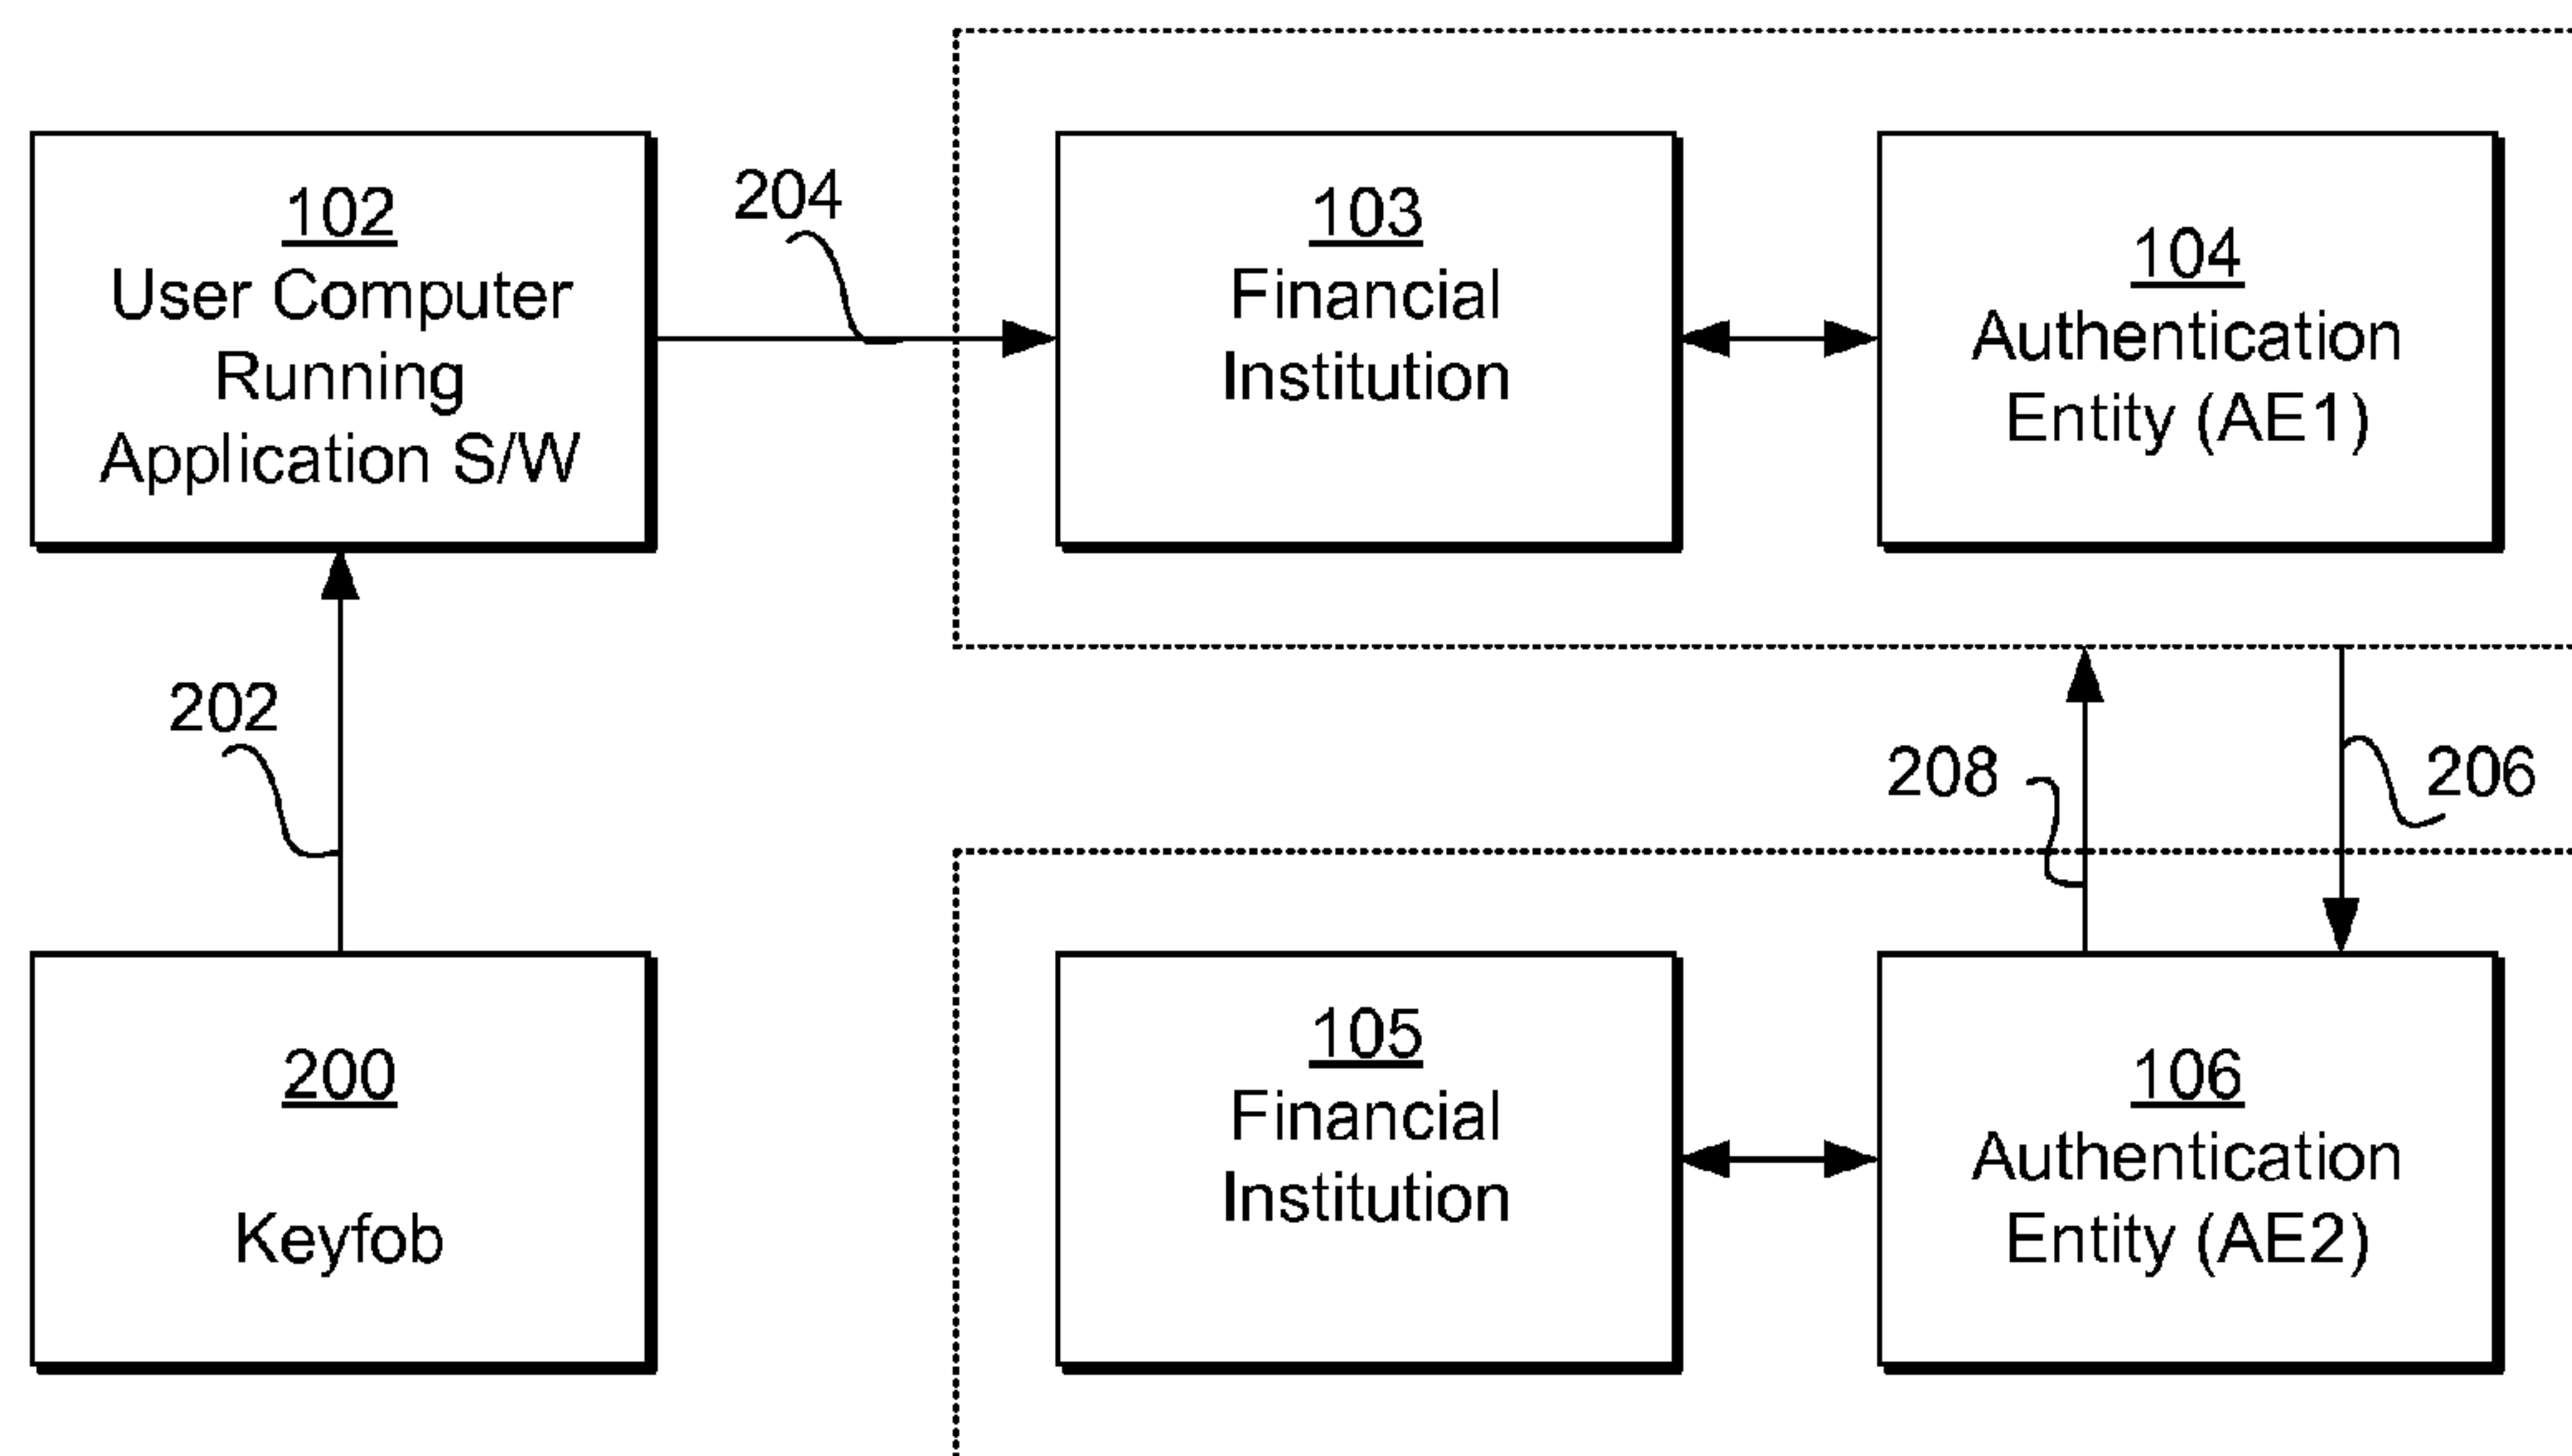 102
User Computer
Running
Application S/W
204
103
Financial
Institution
104
Authentication
Entity (AE1)
202
208
206
200
Keyfob
105
Financial
Institution
106
Authentication
Entity (AE2)